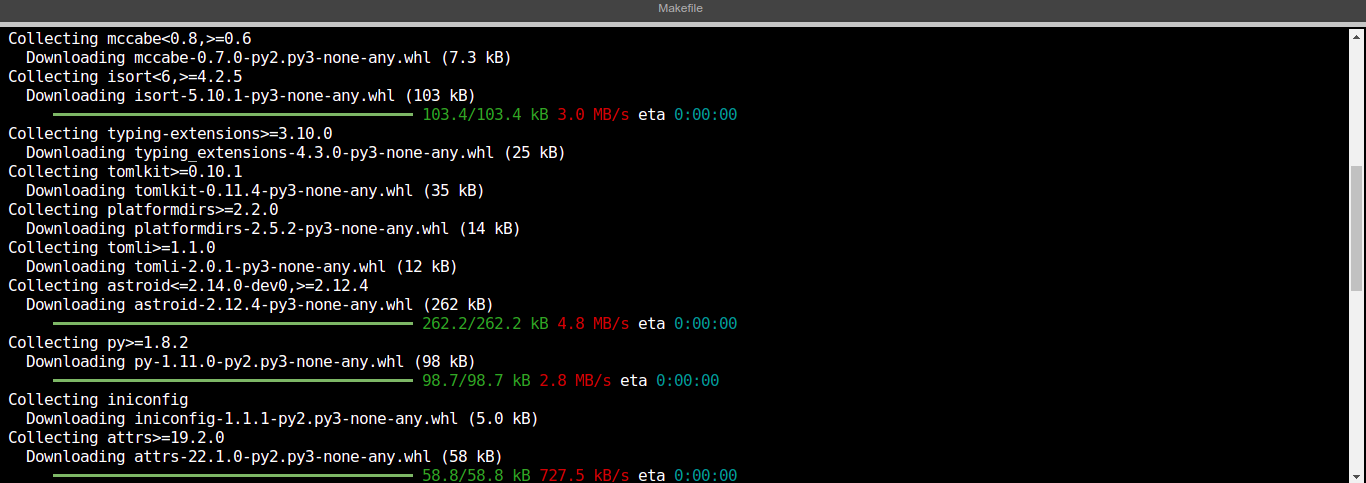 Makefile
Collecting mccabe<0.8,>=0.6
Downloading mccabe-0.7.0-py2.py3-none-any.whl (7.3 kB)
Collecting isort<6,>=4.2.5
Downloading isort-5.10.1-py3-none-any.whl (103 kB)
103.4/103.4 kB 3.0 MB/s eta 0:00:00
Collecting typing-extensions>=3.10.0
Downloading typing_extensions-4.3.0-py3-none-any.whl (25 kB)
Collecting tomlkit>=0.10.1
Downloading tomlkit-0.11.4-py3-none-any.whl (35 kB)
Collecting platformdirs>=2.2.0
Downloading platformdirs-2.5.2-py3-none-any.whl (14 kB)
Collecting tomli>=1.1.0
Downloading tomli-2.0.1-py3-none-any.whl (12 kB)
Collecting astroid<=2.14.0-dev0,>=2.12.4
Downloading astroid-2.12.4-py3-none-any.whl (262 kB)
262.2/262.2 kB 4.8 MB/s eta 0:00:00
Collecting py>=1.8.2
Downloading py-1.11.0-py2.py3-none-any.whl (98 kB)
98.7/98.7 kB 2.8 MB/s eta 0:00:00
Collecting iniconfig
Downloading iniconfig-1.1.1-py2.py3-none-any.whl (5.0 kB)
Collecting attrs>=19.2.0
Downloading attrs-22.1.0-py2.py3-none-any.whl (58 kB)
58.8/58.8 kB 727.5 kB/s eta 0:00:00